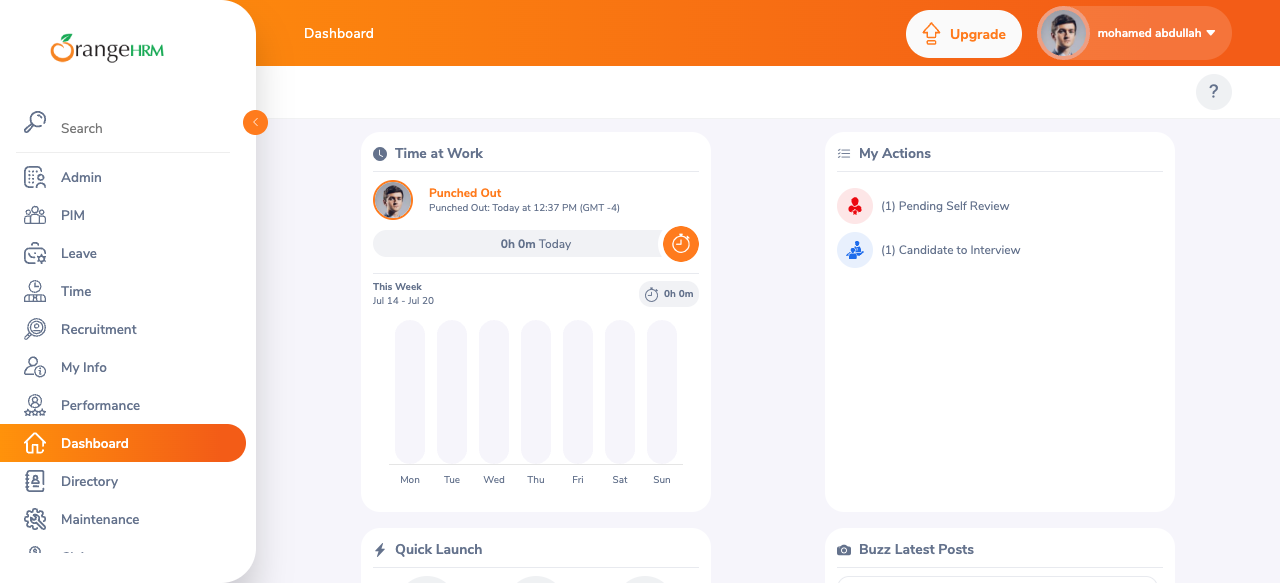 OrangeHRM
Search
Admin
PIM
Leave
Time
Recruitment
My Info
Performance
Dashboard
Directory
Maintenance
Dashboard
Upgrade
mohamed abdullah
?
Time at Work
Punched Out
Punched Out: Today at 12:37 PM (GMT -4)
0h 0m Today
This Week
Jul 14 - Jul 20
0h 0m
Mon Tue Wed Thu Fri Sat Sun
My Actions
(1) Pending Self Review
(1) Candidate to Interview
Quick Launch
Buzz Latest Posts